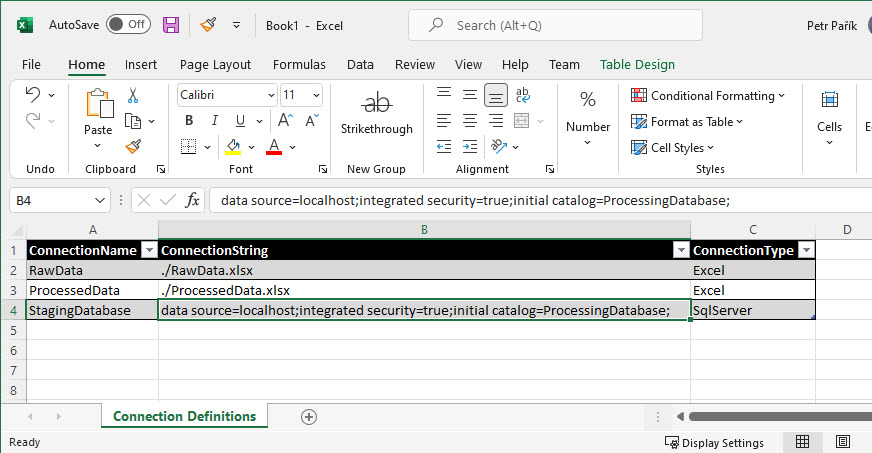 AutoSave Off Book1 - Excel Search (Alt+Q) Petr Pařík
File Home Insert Page Layout Formulas Data Review View Help Team Table Design
Calibri 11 ab ab c Conditional Formatting
Paste B I U A A Strikethrough % Number Format as Table Cells
A Cell Styles
Undo Clipboard Font New Group Alignment Styles
B4 fx data source=localhost;integrated security=true;initial catalog=ProcessingDatabase;
A B C D
1 ConnectionName ConnectionString ConnectionType
2 RawData ./RawData.xlsx Excel
3 ProcessedData ./ProcessedData.xlsx Excel
4 StagingDatabase data source=localhost;integrated security=true;initial catalog=ProcessingDatabase; SqlServer
5
6
7
8
Connection Definitions
Ready Display Settings